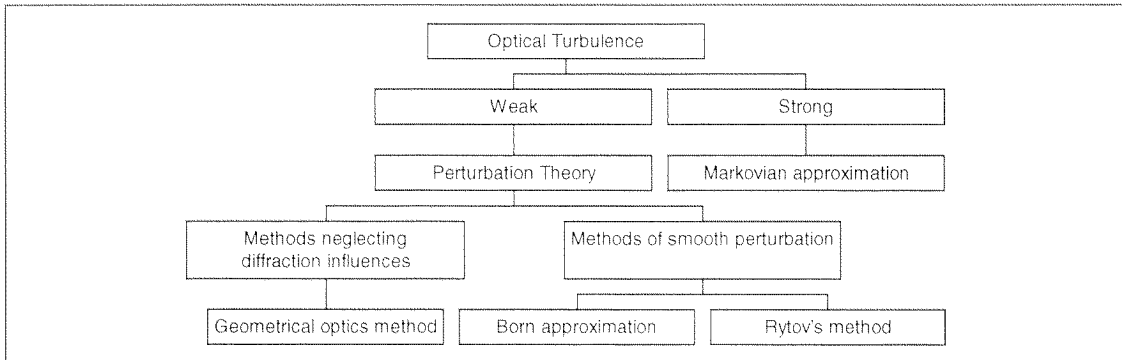 Optical Turbulence
Weak
Strong
Perturbation Theory
Markovian approximation
Methods neglecting
diffraction influences
Methods of smooth perturbation
Geometrical optics method
Born approximation
Rytov's method